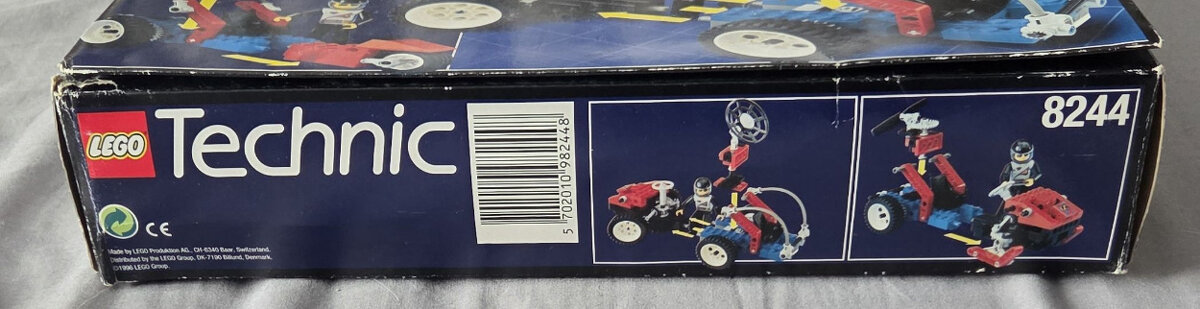 LEGO
Technic
5 702010 982448
8244
CE
Made by LEGO Produktion AG, CH-6340 Baar, Switzerland.
Distributed by the LEGO Group, DK-7190 Billund, Denmark.
©1996 LEGO Group.